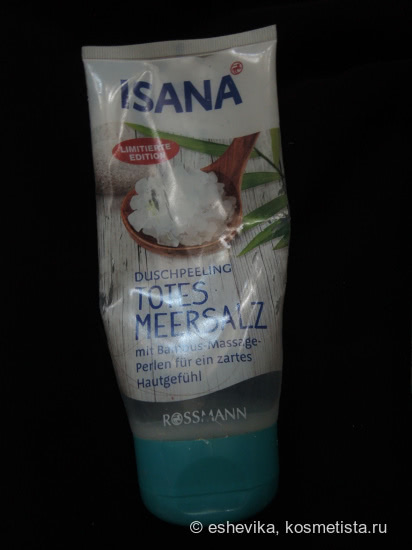 ISANA
LIMITIERTE
EDITION
DUSCHPEELING
TOTES
MEERSALZ
mit Bambus-Massage-
Perlen für ein zartes
Hautgefühl
ROSSMANN
© eshevika, kosmetista.ru